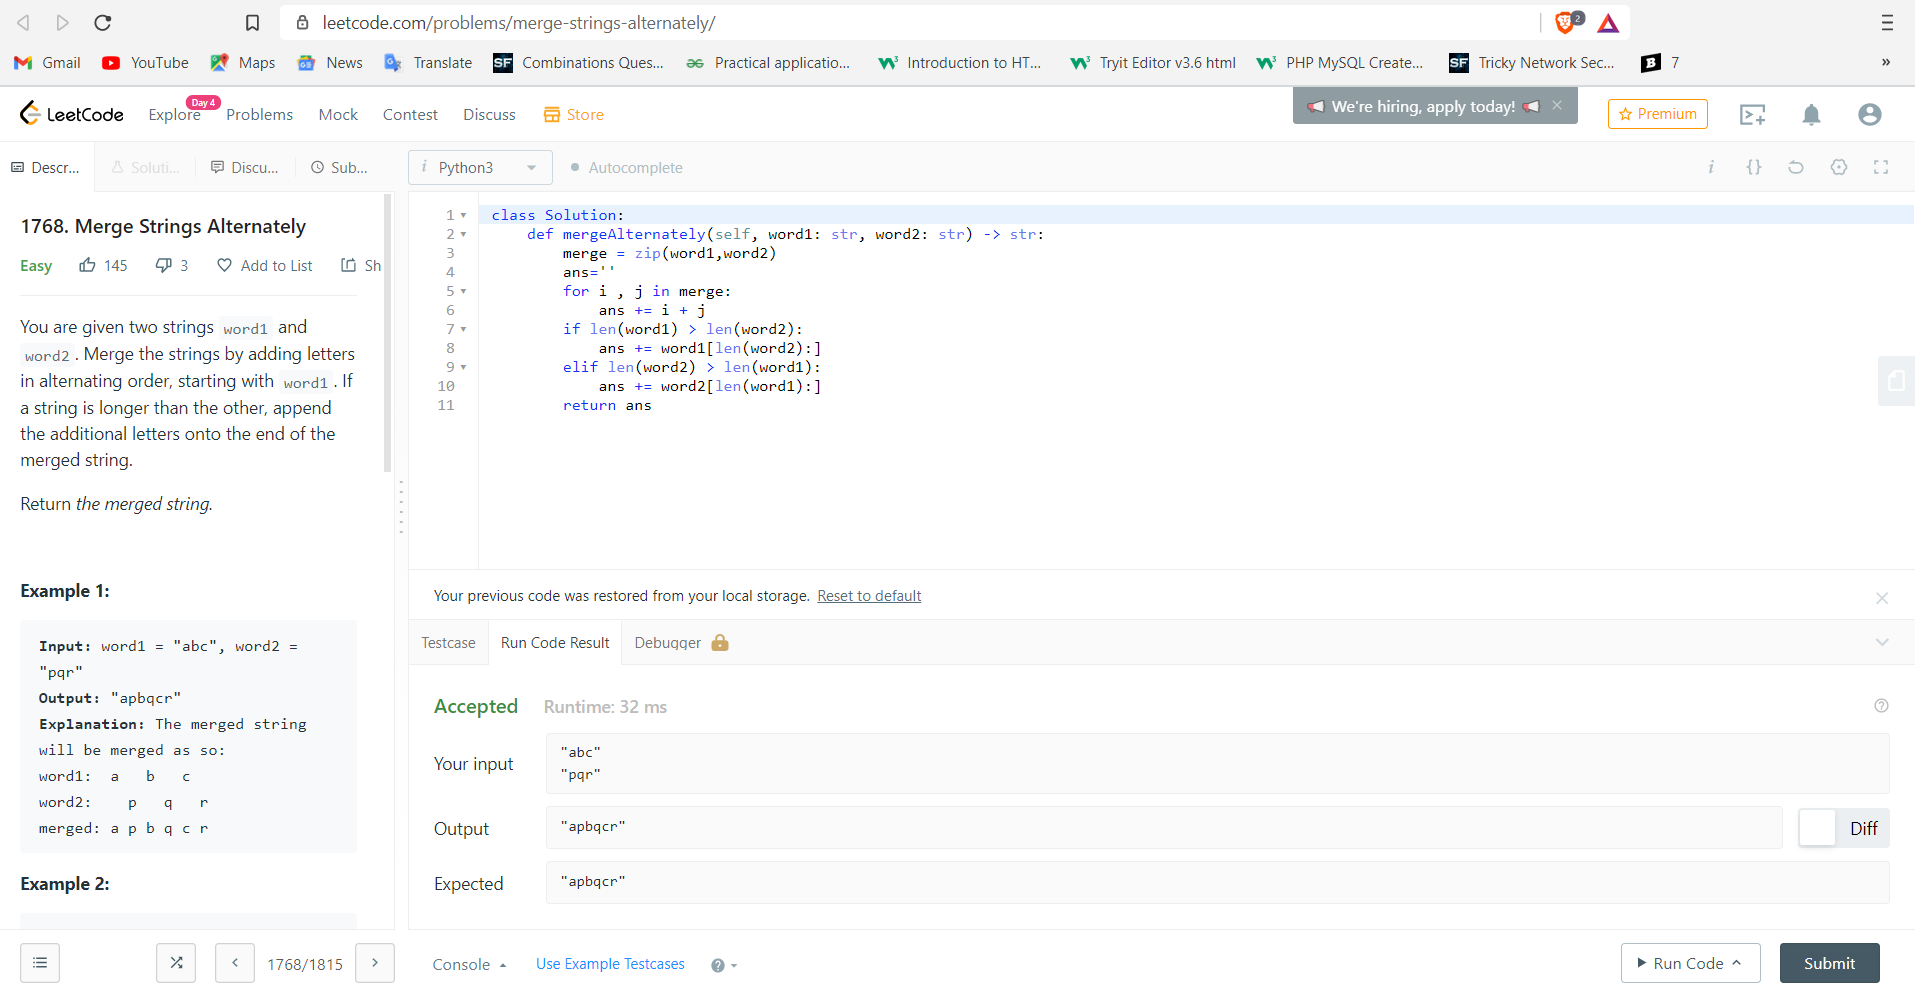 leetcode.com/problems/merge-strings-alternately/
2
Gmail YouTube Maps News Translate SF Combinations Ques... Practical applicatio... Introduction to HT... Tryit Editor v3.6 html PHP MySQL Create... SF Tricky Network Sec... B 7 »
LeetCode Explore Day 4 Problems Mock Contest Discuss Store We're hiring, apply today! × Premium
Descr... Soluti... Discu... Sub... i Python3 Autocomplete i {}
1768. Merge Strings Alternately
Easy 145 3 Add to List Sh
You are given two strings word1 and
word2 . Merge the strings by adding letters
in alternating order, starting with word1 . If
a string is longer than the other, append
the additional letters onto the end of the
merged string.
Return the merged string.
Example 1:
Input: word1 = "abc", word2 =
"pqr"
Output: "apbqcr"
Explanation: The merged string
will be merged as so:
word1:  a   b   c
word2:    p   q   r
merged: a p b q c r
Example 2:
1 class Solution:
2     def mergeAlternately(self, word1: str, word2: str) -> str:
3         merge = zip(word1,word2)
4         ans=''
5         for i , j in merge:
6             ans += i + j
7         if len(word1) > len(word2):
8             ans += word1[len(word2):]
9         elif len(word2) > len(word1):
10             ans += word2[len(word1):]
11         return ans
Your previous code was restored from your local storage. Reset to default
Testcase Run Code Result Debugger
Accepted Runtime: 32 ms
Your input
"abc"
"pqr"
Output "apbqcr" Diff
Expected "apbqcr"
1768/1815 Console Use Example Testcases Run Code Submit